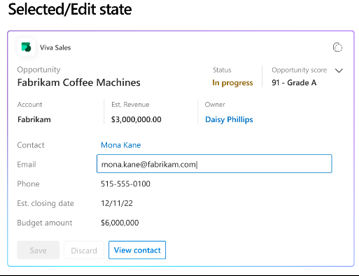 Selected/Edit state
Viva Sales
Opportunity
Fabrikam Coffee Machines
Status
In progress
Opportunity score
91 - Grade A
Account
Fabrikam
Est. Revenue
$3,000,000.00
Owner
Daisy Phillips
Contact Mona Kane
Email mona.kane@fabrikam.com
Phone 515-555-0100
Est. closing date 12/11/22
Budget amount $6,000,000
Save Discard View contact